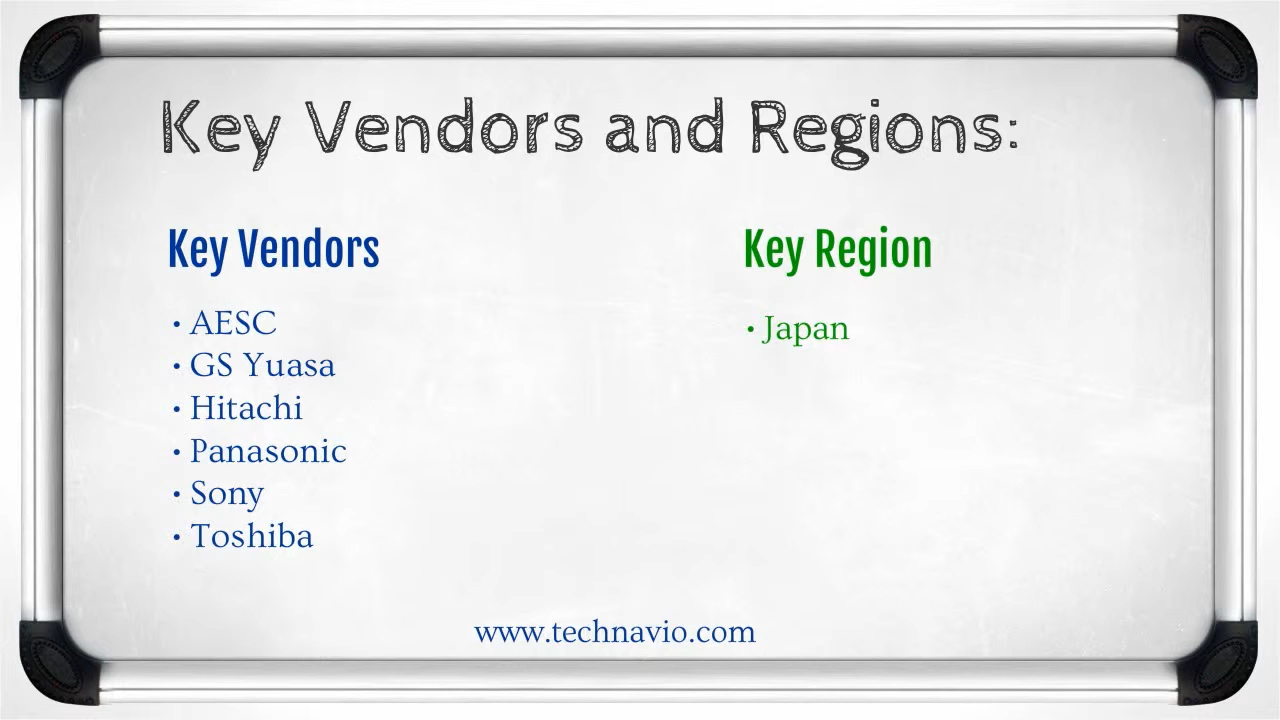 Key Vendors and Regions:
Key Vendors
• AESC
• GS Yuasa
• Hitachi
• Panasonic
• Sony
• Toshiba
Key Region
• Japan
www.technavio.com